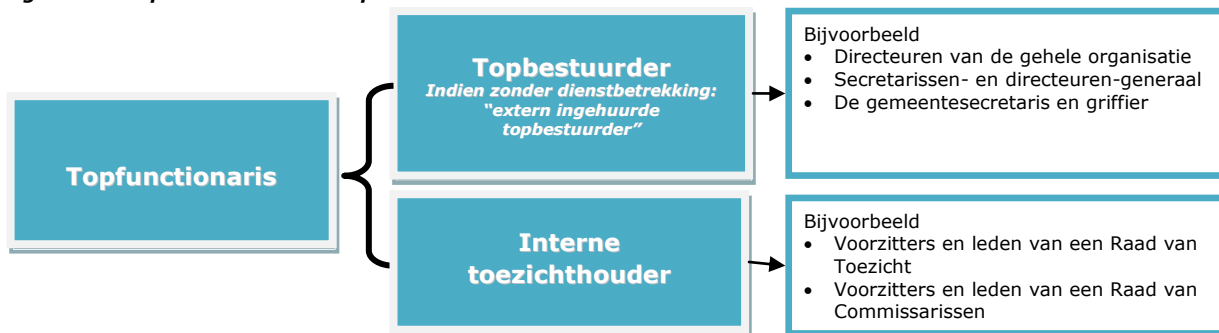 Topfunctionaris
Topbestuurder
Indien zonder dienstbetrekking:
“extern ingehuurde
topbestuurder”
Bijvoorbeeld
• Directeuren van de gehele organisatie
• Secretarissen- en directeuren-generaal
• De gemeentesecretaris en griffier
Interne
toezichthouder
Bijvoorbeeld
• Voorzitters en leden van een Raad van
Toezicht
• Voorzitters en leden van een Raad van
Commissarissen